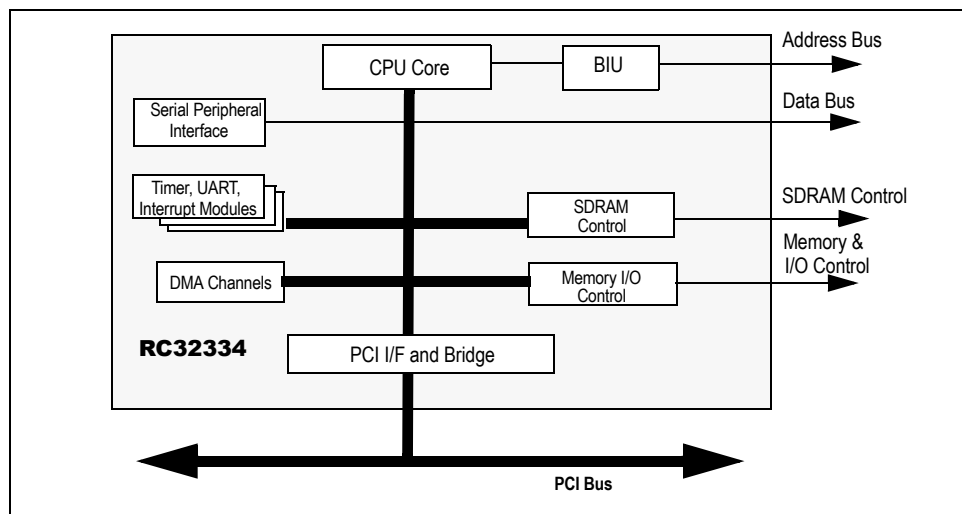 Address Bus
CPU Core
BIU
Data Bus
Serial Peripheral
Interface
Timer, UART,
Interrupt Modules
SDRAM
Control
SDRAM Control
Memory &
I/O Control
DMA Channels
Memory I/O
Control
RC32334
PCI I/F and Bridge
PCI Bus